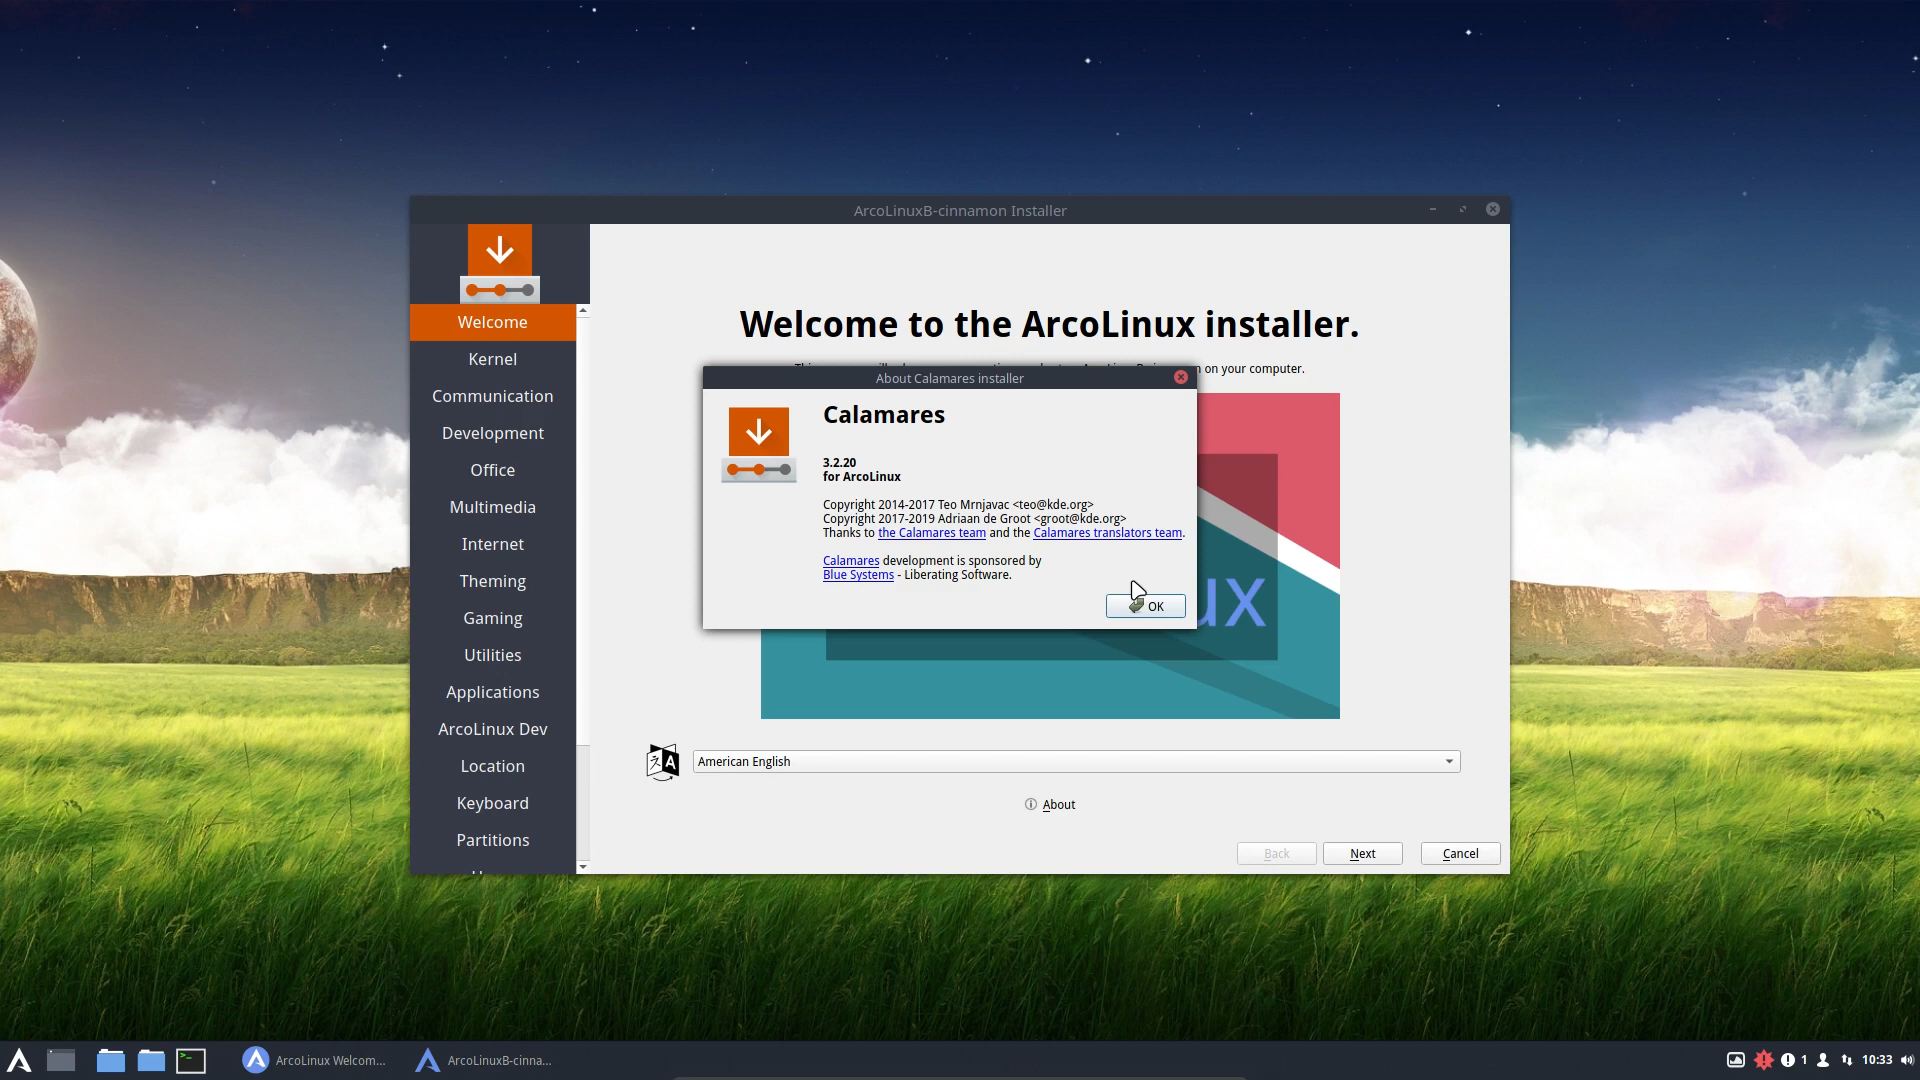 ArcoLinuxB-cinnamon Installer
Welcome
Kernel
Communication
Development
Office
Multimedia
Internet
Theming
Gaming
Utilities
Applications
ArcoLinux Dev
Location
Keyboard
Partitions
Welcome to the ArcoLinux installer.
on your computer.
About Calamares installer
Calamares
3.2.20
for ArcoLinux
Copyright 2014-2017 Teo Mrnjavac <teo@kde.org>
Copyright 2017-2019 Adriaan de Groot <groot@kde.org>
Thanks to the Calamares team and the Calamares translators team.
Calamares development is sponsored by
Blue Systems - Liberating Software.
OK
ux
American English
About
Back
Next
Cancel
ArcoLinux Welcom...
ArcoLinuxB-cinna...
1
10:33